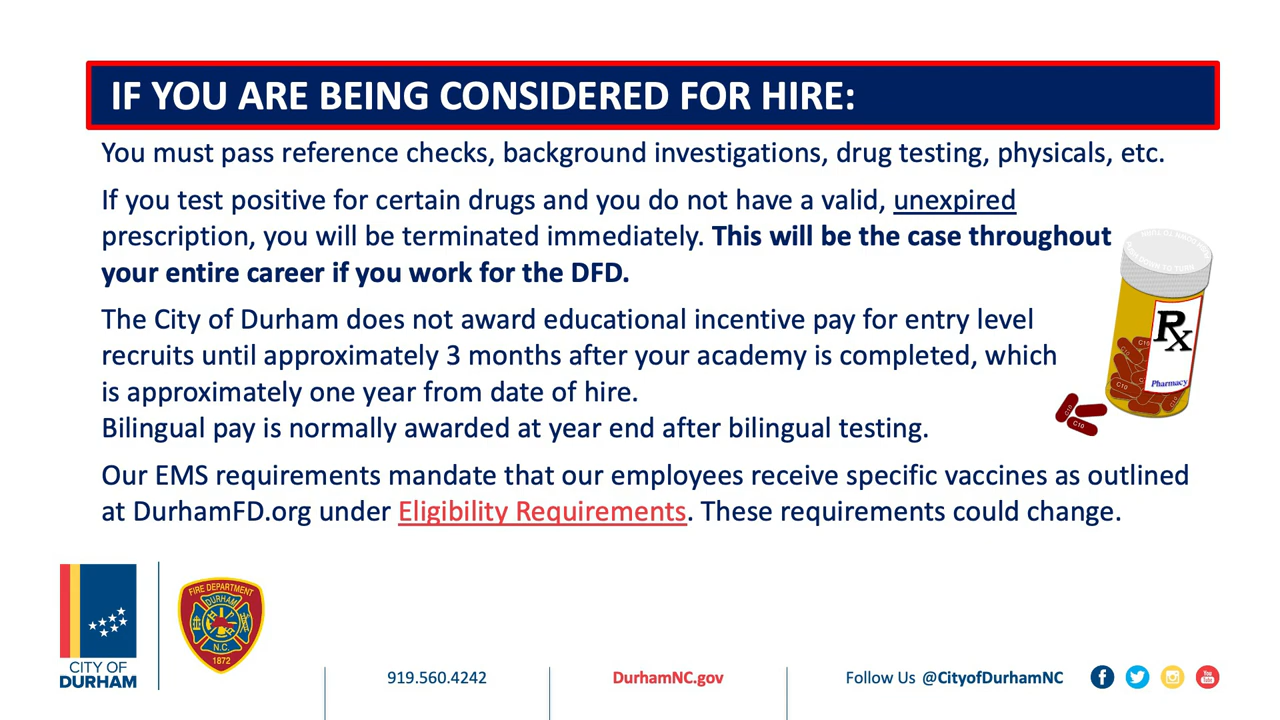 IF YOU ARE BEING CONSIDERED FOR HIRE:
You must pass reference checks, background investigations, drug testing, physicals, etc.
If you test positive for certain drugs and you do not have a valid, unexpired
prescription, you will be terminated immediately. This will be the case throughout
your entire career if you work for the DFD.
The City of Durham does not award educational incentive pay for entry level
recruits until approximately 3 months after your academy is completed, which
is approximately one year from date of hire.
Bilingual pay is normally awarded at year end after bilingual testing.
Our EMS requirements mandate that our employees receive specific vaccines as outlined
at DurhamFD.org under Eligibility Requirements. These requirements could change.
Rx
Pharmacy
C10
FIRE DEPARTMENT
DURHAM
N.C.
1872
CITY OF
DURHAM
919.560.4242
DurhamNC.gov
Follow Us @CityofDurhamNC
You
Tube